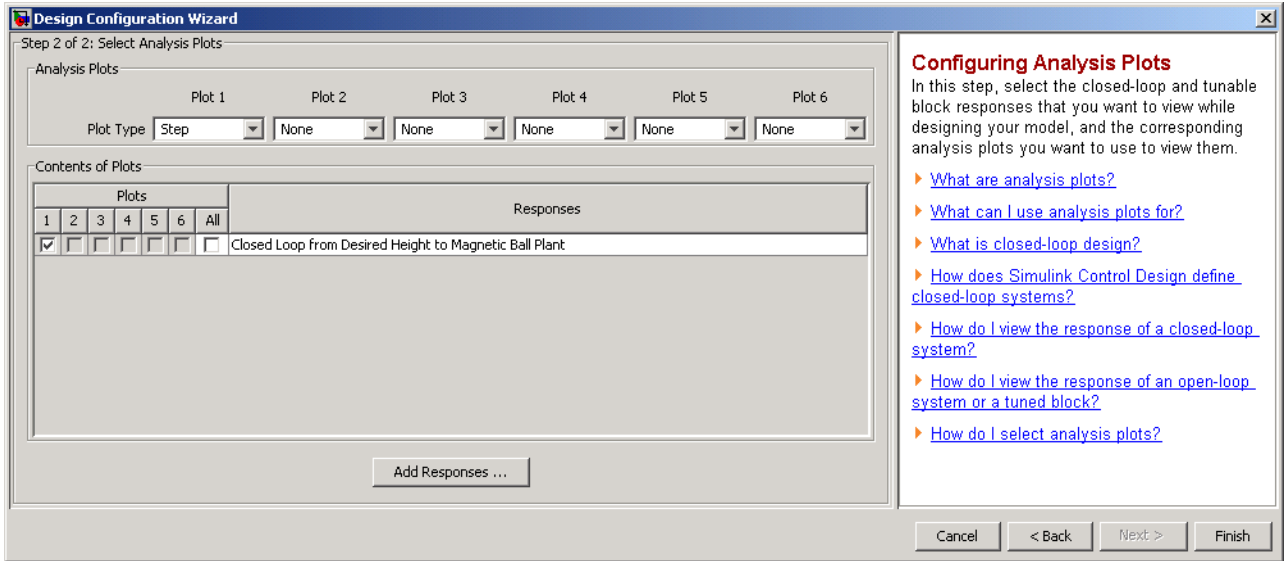 Design Configuration Wizard
Step 2 of 2: Select Analysis Plots
Analysis Plots
Plot 1 Plot 2 Plot 3 Plot 4 Plot 5 Plot 6
Plot Type Step None None None None None
Contents of Plots
Plots
Responses
1 2 3 4 5 6 All
Closed Loop from Desired Height to Magnetic Ball Plant
Add Responses ...
Configuring Analysis Plots
In this step, select the closed-loop and tunable
block responses that you want to view while
designing your model, and the corresponding
analysis plots you want to use to view them.
What are analysis plots?
What can I use analysis plots for?
What is closed-loop design?
How does Simulink Control Design define
closed-loop systems?
How do I view the response of a closed-loop
system?
How do I view the response of an open-loop
system or a tuned block?
How do I select analysis plots?
Cancel < Back Next > Finish